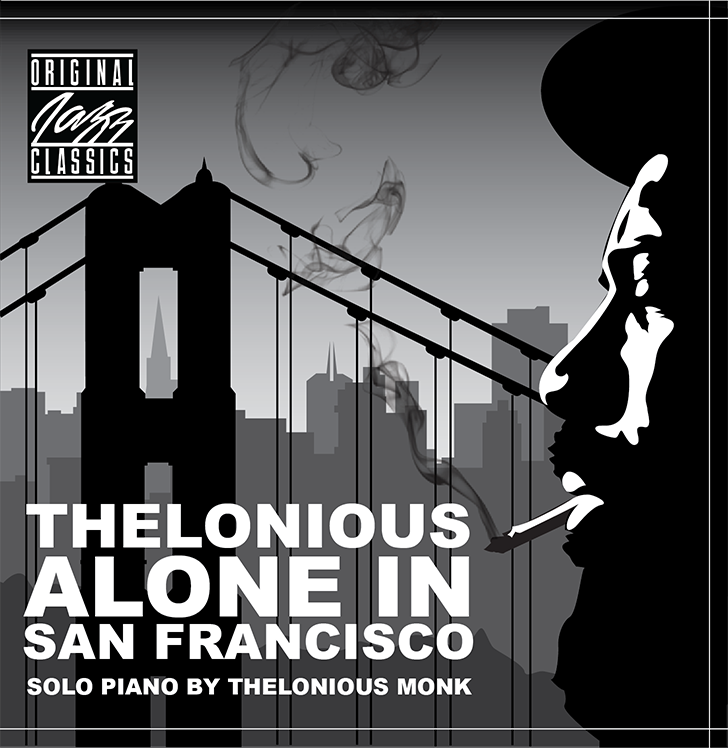 ORIGINAL
Jazz
CLASSICS
THELONIOUS
ALONE IN
SAN FRANCISCO
SOLO PIANO BY THELONIOUS MONK